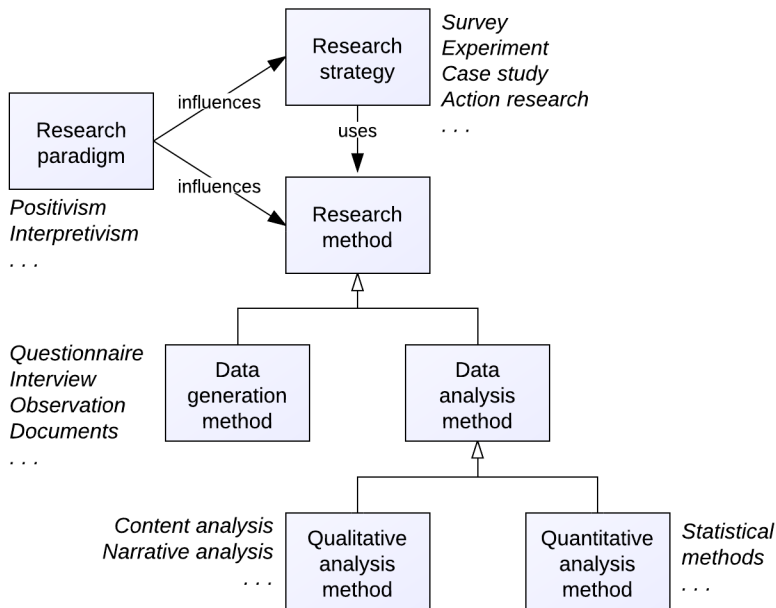 Research
strategy
Survey
Experiment
Case study
Action research
. . .
influences
uses
Research
paradigm
influences
Positivism
Interpretivism
. . .
Research
method
Questionnaire
Interview
Observation
Documents
. . .
Data
generation
method
Data
analysis
method
Content analysis
Narrative analysis
. . .
Qualitative
analysis
method
Quantitative
analysis
method
Statistical
methods
. . .